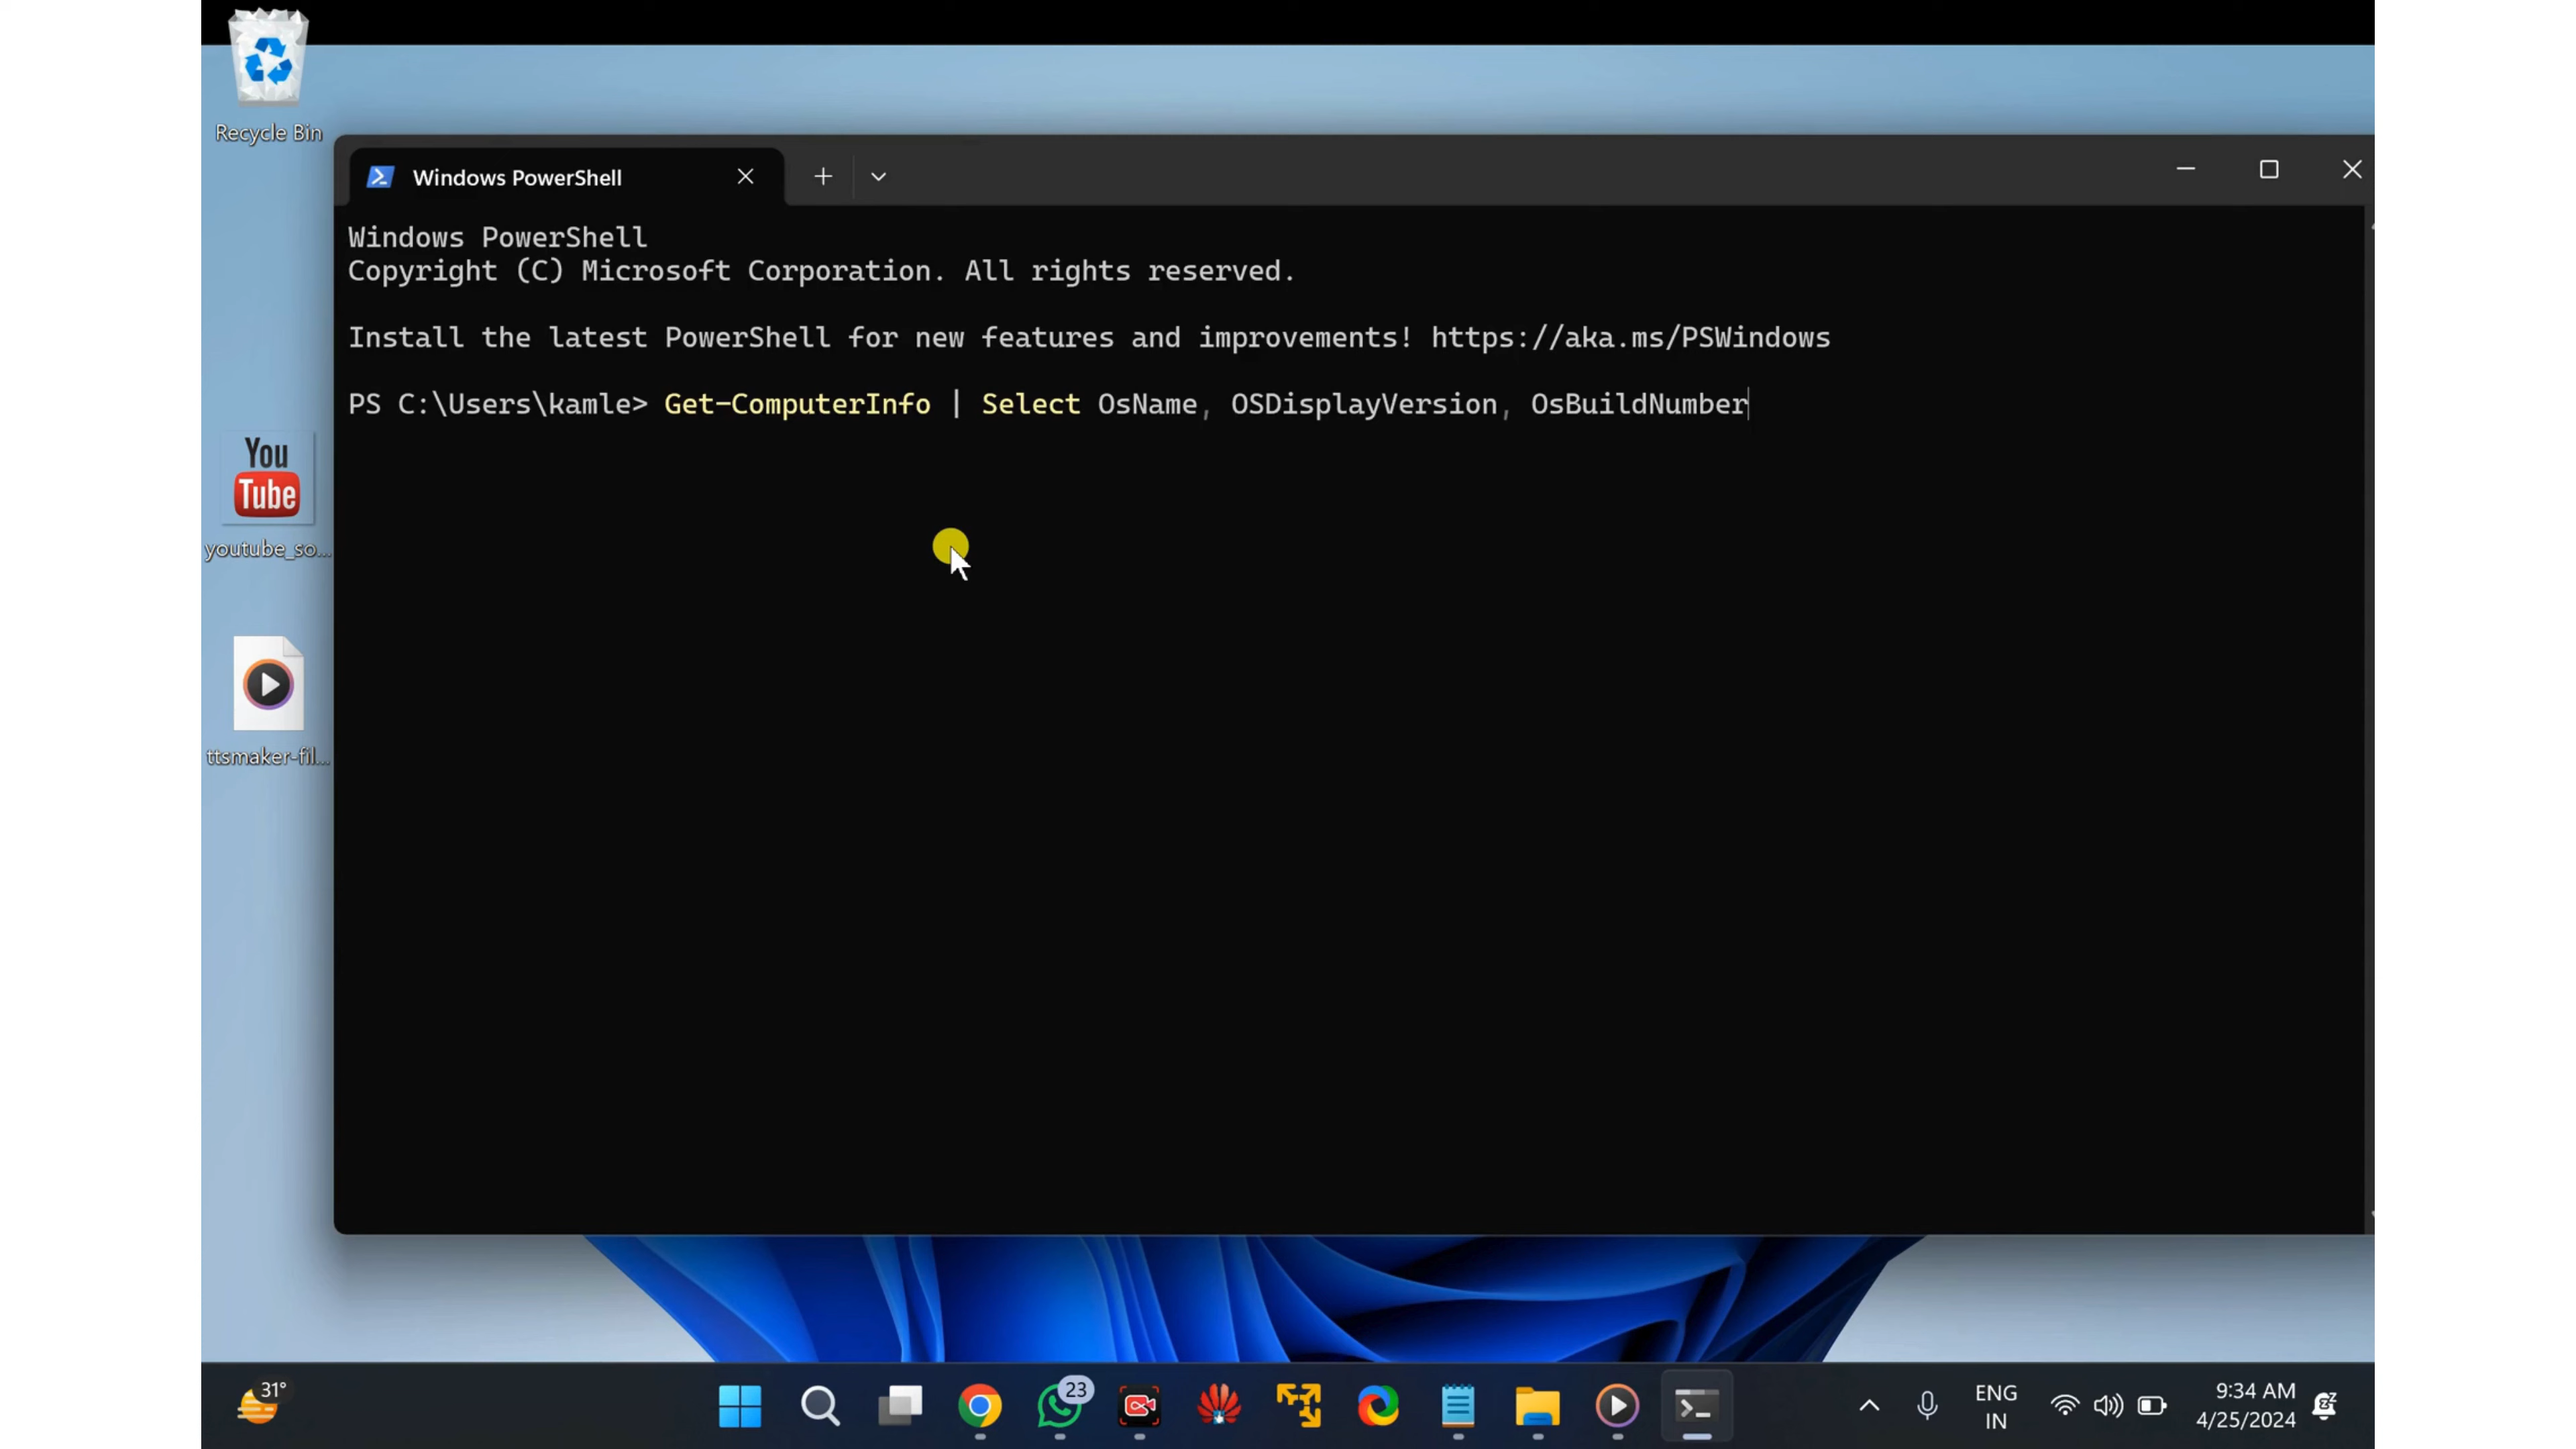 Recycle Bin
Windows PowerShell
Windows PowerShell
Copyright (C) Microsoft Corporation. All rights reserved.
Install the latest PowerShell for new features and improvements! https://aka.ms/PSWindows
PS C:\Users\kamle> Get-ComputerInfo | Select OsName, OSDisplayVersion, OsBuildNumber
You
Tube
youtube_so...
ttsmaker-fil...
31°
23
ENG
IN
9:34 AM
4/25/2024